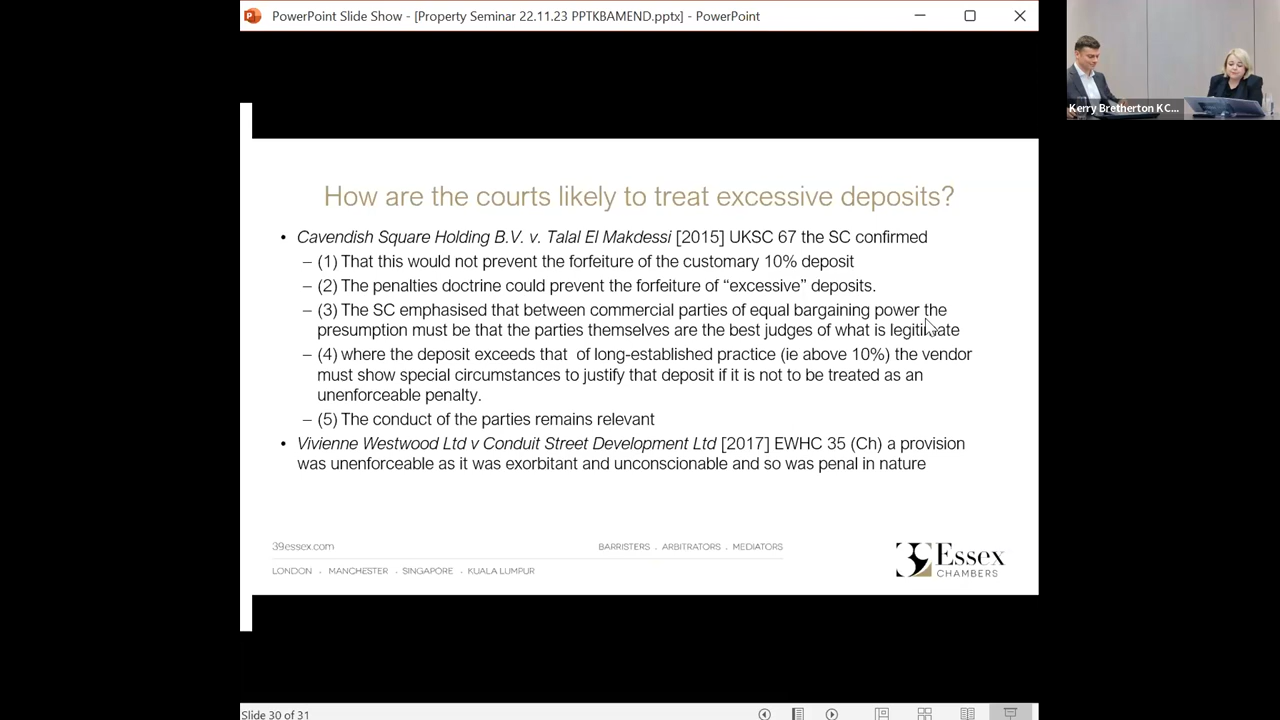 PowerPoint Slide Show - [Property Seminar 22.11.23 PPTKBAMEND.pptx] - PowerPoint
Kerry Bretherton KC...
How are the courts likely to treat excessive deposits?
• Cavendish Square Holding B.V. v. Talal El Makdessi [2015] UKSC 67 the SC confirmed
– (1) That this would not prevent the forfeiture of the customary 10% deposit
– (2) The penalties doctrine could prevent the forfeiture of “excessive” deposits.
– (3) The SC emphasised that between commercial parties of equal bargaining power the
presumption must be that the parties themselves are the best judges of what is legitimate
– (4) where the deposit exceeds that of long-established practice (ie above 10%) the vendor
must show special circumstances to justify that deposit if it is not to be treated as an
unenforceable penalty.
– (5) The conduct of the parties remains relevant
• Vivienne Westwood Ltd v Conduit Street Development Ltd [2017] EWHC 35 (Ch) a provision
was unenforceable as it was exorbitant and unconscionable and so was penal in nature
39essex.com
BARRISTERS . ARBITRATORS . MEDIATORS
LONDON . MANCHESTER . SINGAPORE . KUALA LUMPUR
39 Essex
CHAMBERS
Slide 30 of 31